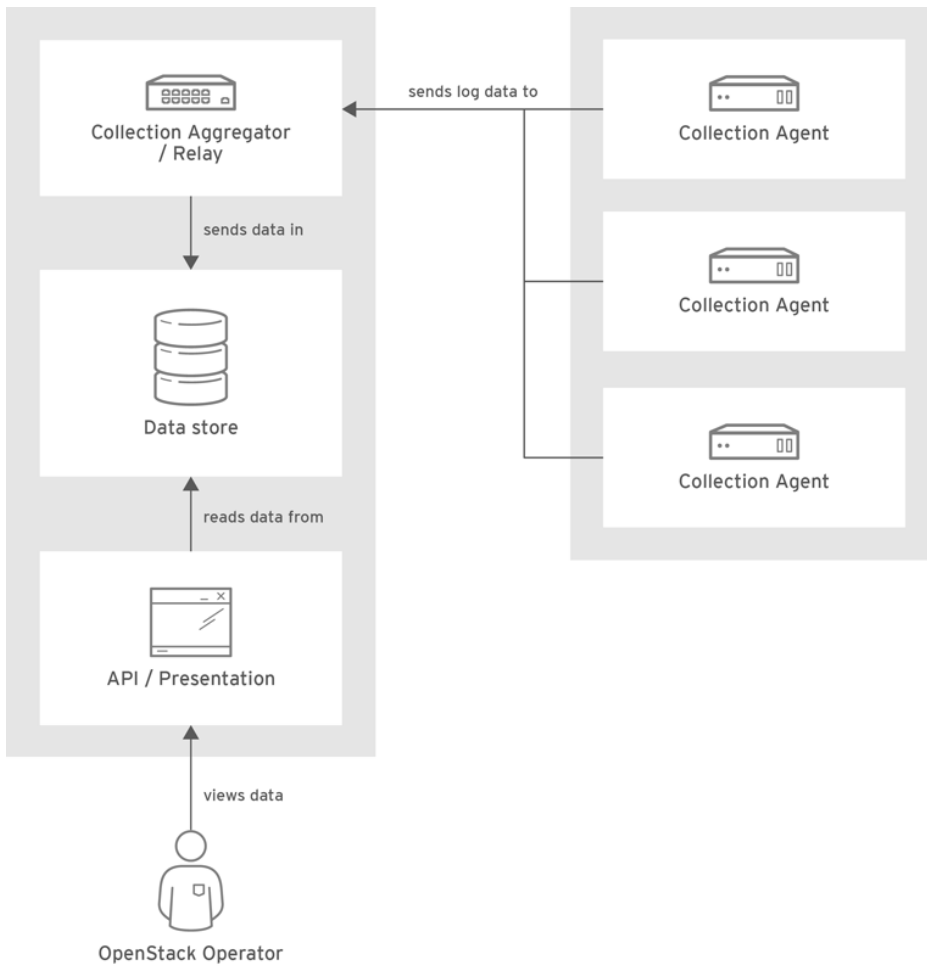 Collection Aggregator
/ Relay
sends data in
Data store
reads data from
API / Presentation
views data
OpenStack Operator
sends log data to
Collection Agent
Collection Agent
Collection Agent